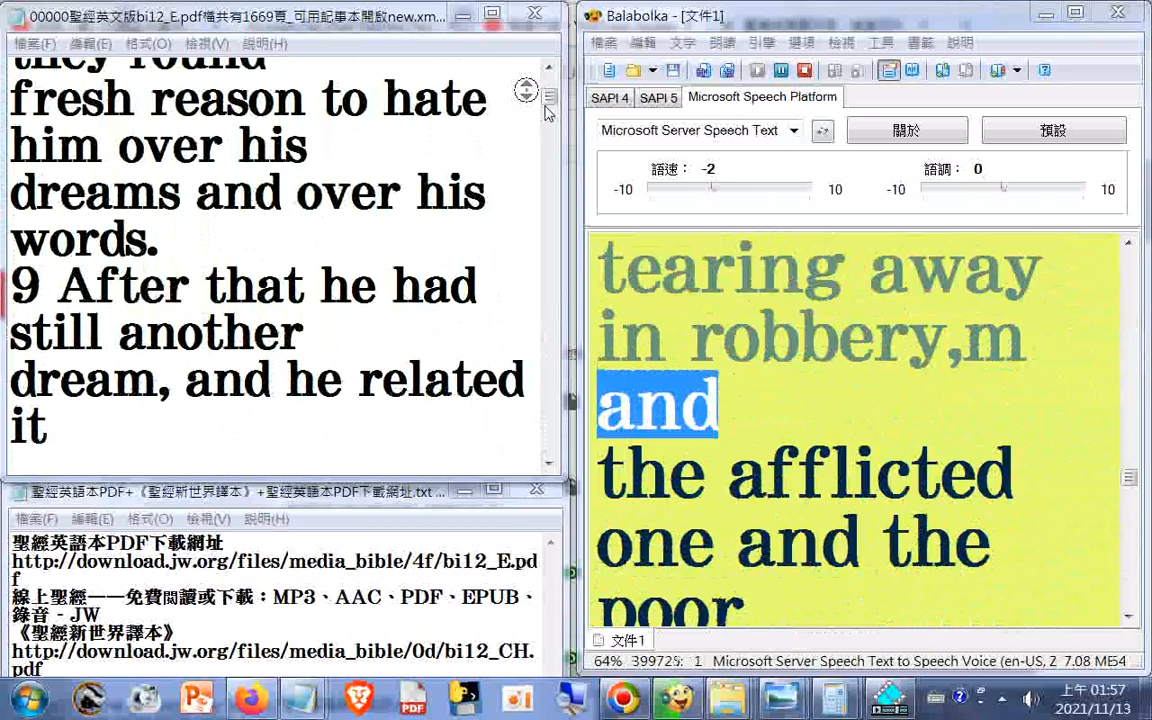 00000聖經英文版bi12_E.pdf檔共有1669頁_可用記事本開啟new.xm...
檔案(F) 編輯(E) 格式(O) 檢視(V) 說明(H)
fresh reason to hate
him over his
dreams and over his
words.
9 After that he had
still another
dream, and he related
it
聖經英語本PDF+《聖經新世界譯本》+聖經英語本PDF下載網址.txt ...
檔案(F) 編輯(E) 格式(O) 檢視(V) 說明(H)
聖經英語本PDF下載網址
http://download.jw.org/files/media_bible/4f/bi12_E.pd
f
線上聖經——免費閱讀或下載：MP3、AAC、PDF、EPUB、
錄音 - JW
《聖經新世界譯本》
http://download.jw.org/files/media_bible/0d/bi12_CH.
pdf
Balabolka - [文件1]
檔案 編輯 文字 朗讀 引擎 選項 檢視 工具 書籤 說明
SAPI 4 SAPI 5 Microsoft Speech Platform
Microsoft Server Speech Text 關於 預設
語速： -2 語調： 0
-10 10 -10 10
tearing away
in robbery,m
and
the afflicted
one and the
poor
文件1
64% 399725: 1 Microsoft Server Speech Text to Speech Voice (en-US, 2 7.08 ME54
PDF
上午 01:57
2021/11/13